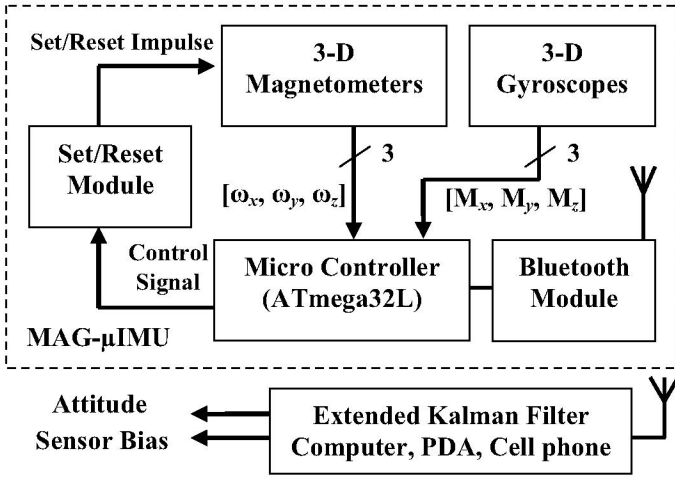 Set/Reset Impulse
3-D
Magnetometers
3-D
Gyroscopes
Set/Reset
Module
3
3
[ωx, ωy, ωz]
[Mx, My, Mz]
Control
Signal
Micro Controller
(ATmega32L)
Bluetooth
Module
MAG-μIMU
Attitude
Sensor Bias
Extended Kalman Filter
Computer, PDA, Cell phone